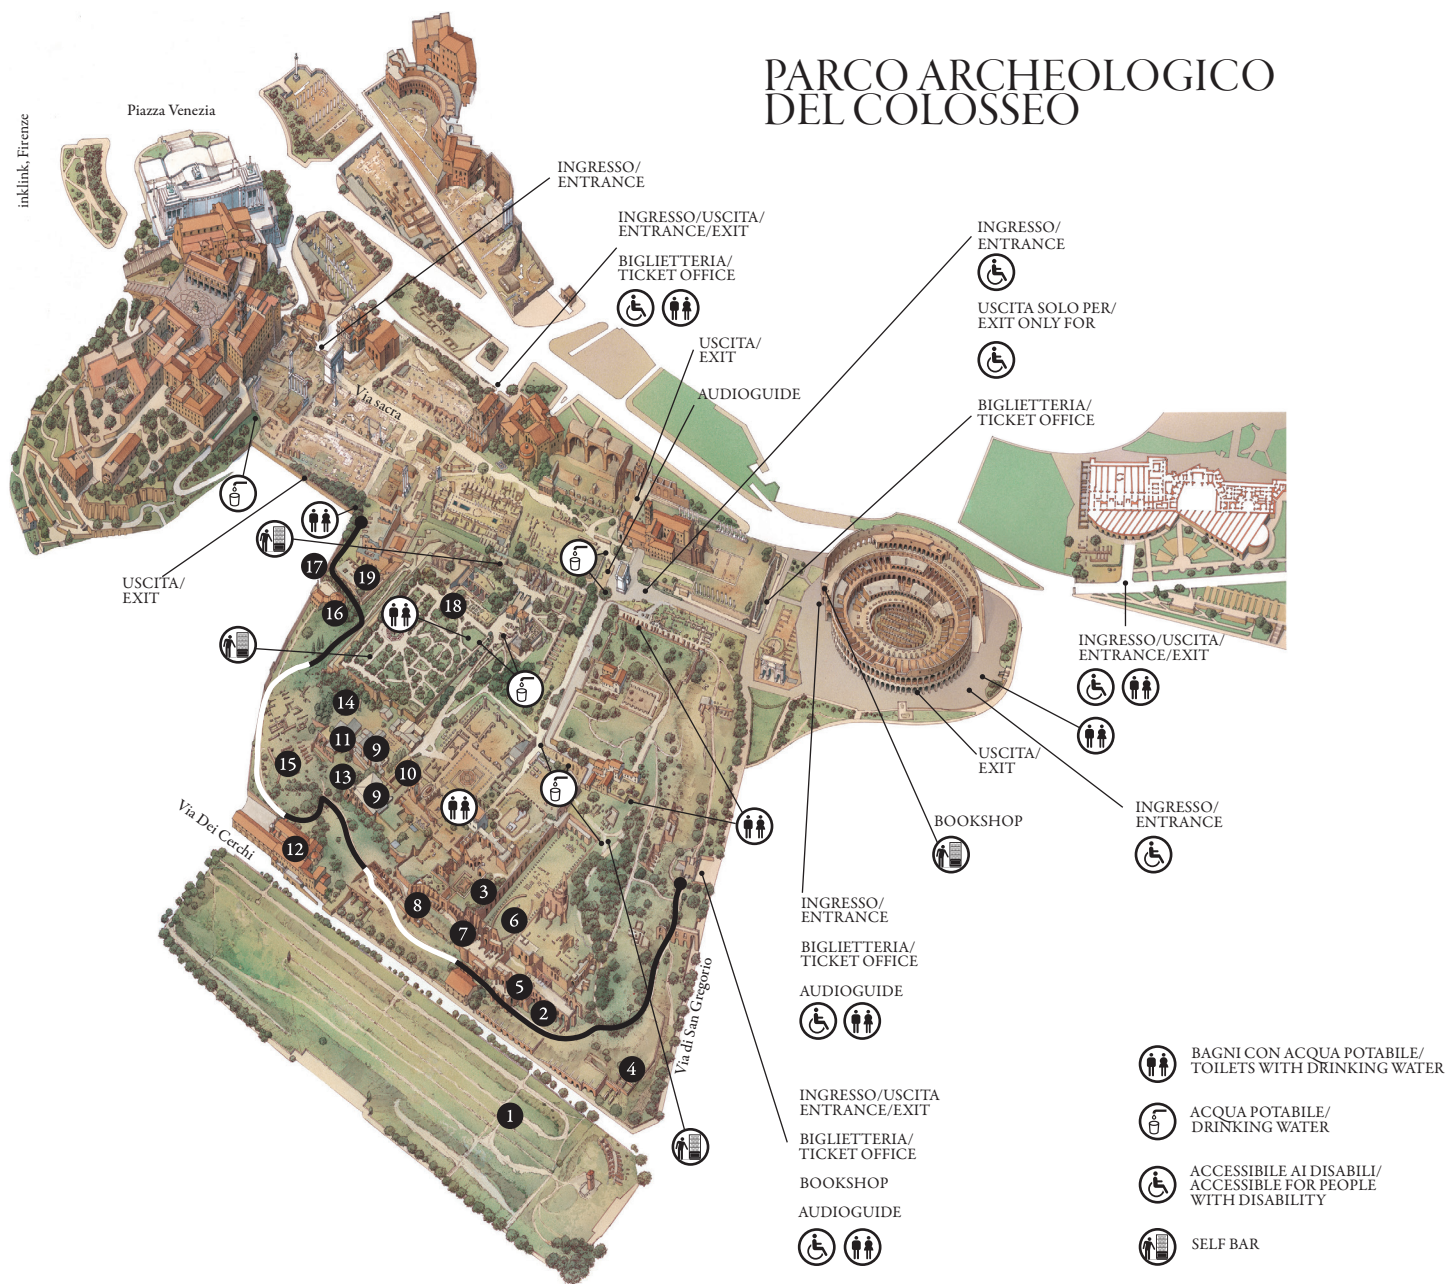 PARCO ARCHEOLOGICO
DEL COLOSSEO
inklink, Firenze
Piazza Venezia
INGRESSO/
ENTRANCE
INGRESSO/USCITA/
ENTRANCE/EXIT
BIGLIETTERIA/
TICKET OFFICE
USCITA/
EXIT
AUDIOGUIDE
INGRESSO/
ENTRANCE
USCITA SOLO PER/
EXIT ONLY FOR
BIGLIETTERIA/
TICKET OFFICE
Via sacra
USCITA/
EXIT
17
19
16
18
14
11
9
15
13
10
9
12
3
8
6
7
5
2
4
1
Via Dei Cerchi
Via di San Gregorio
INGRESSO/USCITA/
ENTRANCE/EXIT
USCITA/
EXIT
INGRESSO/
ENTRANCE
BOOKSHOP
INGRESSO/
ENTRANCE
BIGLIETTERIA/
TICKET OFFICE
AUDIOGUIDE
INGRESSO/USCITA
ENTRANCE/EXIT
BIGLIETTERIA/
TICKET OFFICE
BOOKSHOP
AUDIOGUIDE
BAGNI CON ACQUA POTABILE/
TOILETS WITH DRINKING WATER
ACQUA POTABILE/
DRINKING WATER
ACCESSIBILE AI DISABILI/
ACCESSIBLE FOR PEOPLE
WITH DISABILITY
SELF BAR